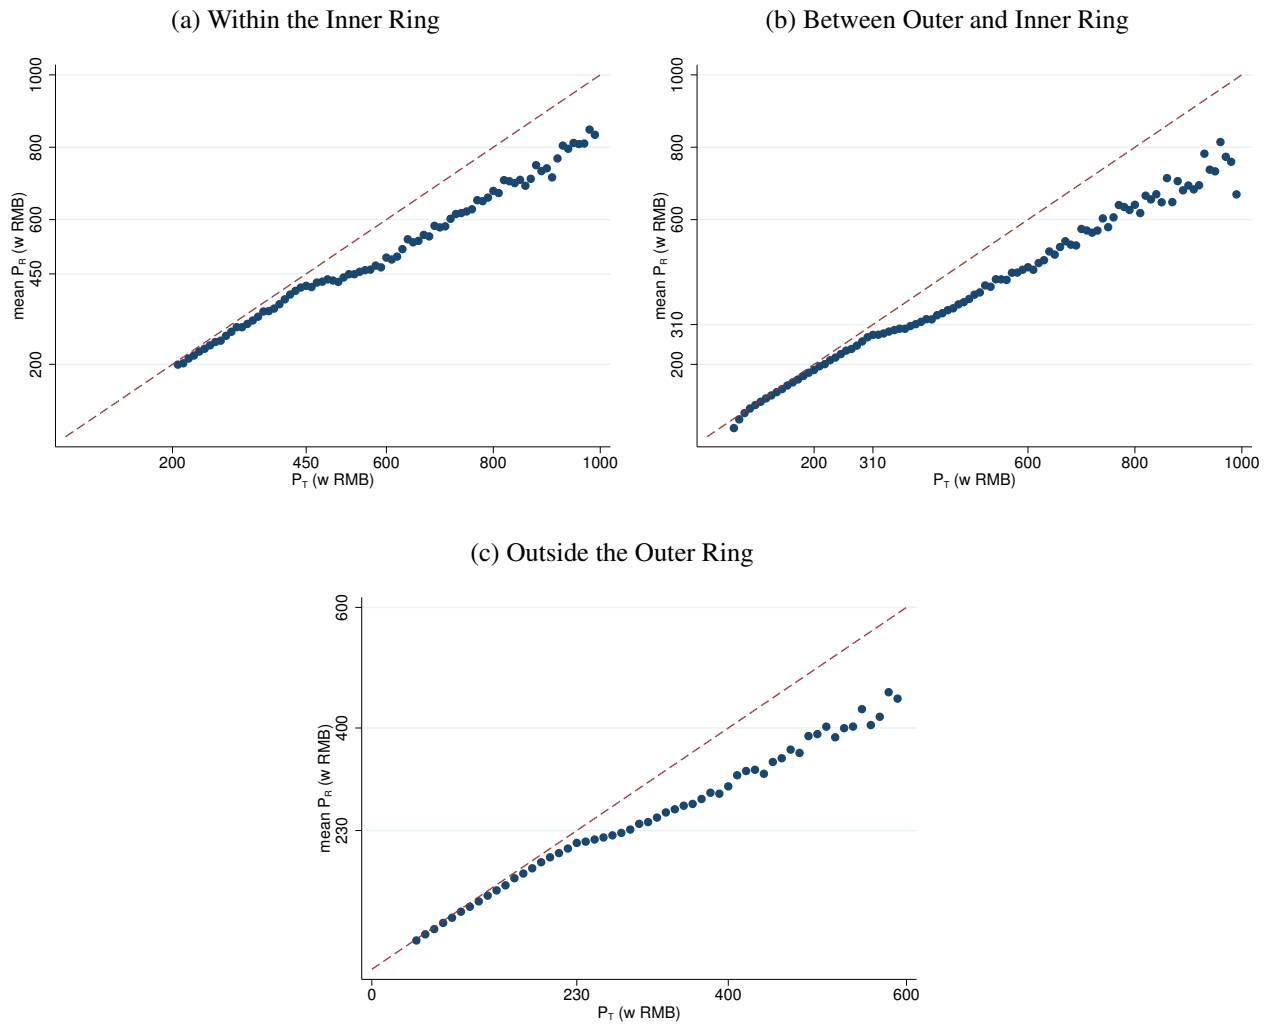 (a) Within the Inner Ring
mean P_R (w RMB)
1000
800
600
450
200
200 450 600 800 1000
P_T (w RMB)
(b) Between Outer and Inner Ring
mean P_R (w RMB)
1000
800
600
310
200
200 310 600 800 1000
P_T (w RMB)
(c) Outside the Outer Ring
mean P_R (w RMB)
600
400
230
0 230 400 600
P_T (w RMB)